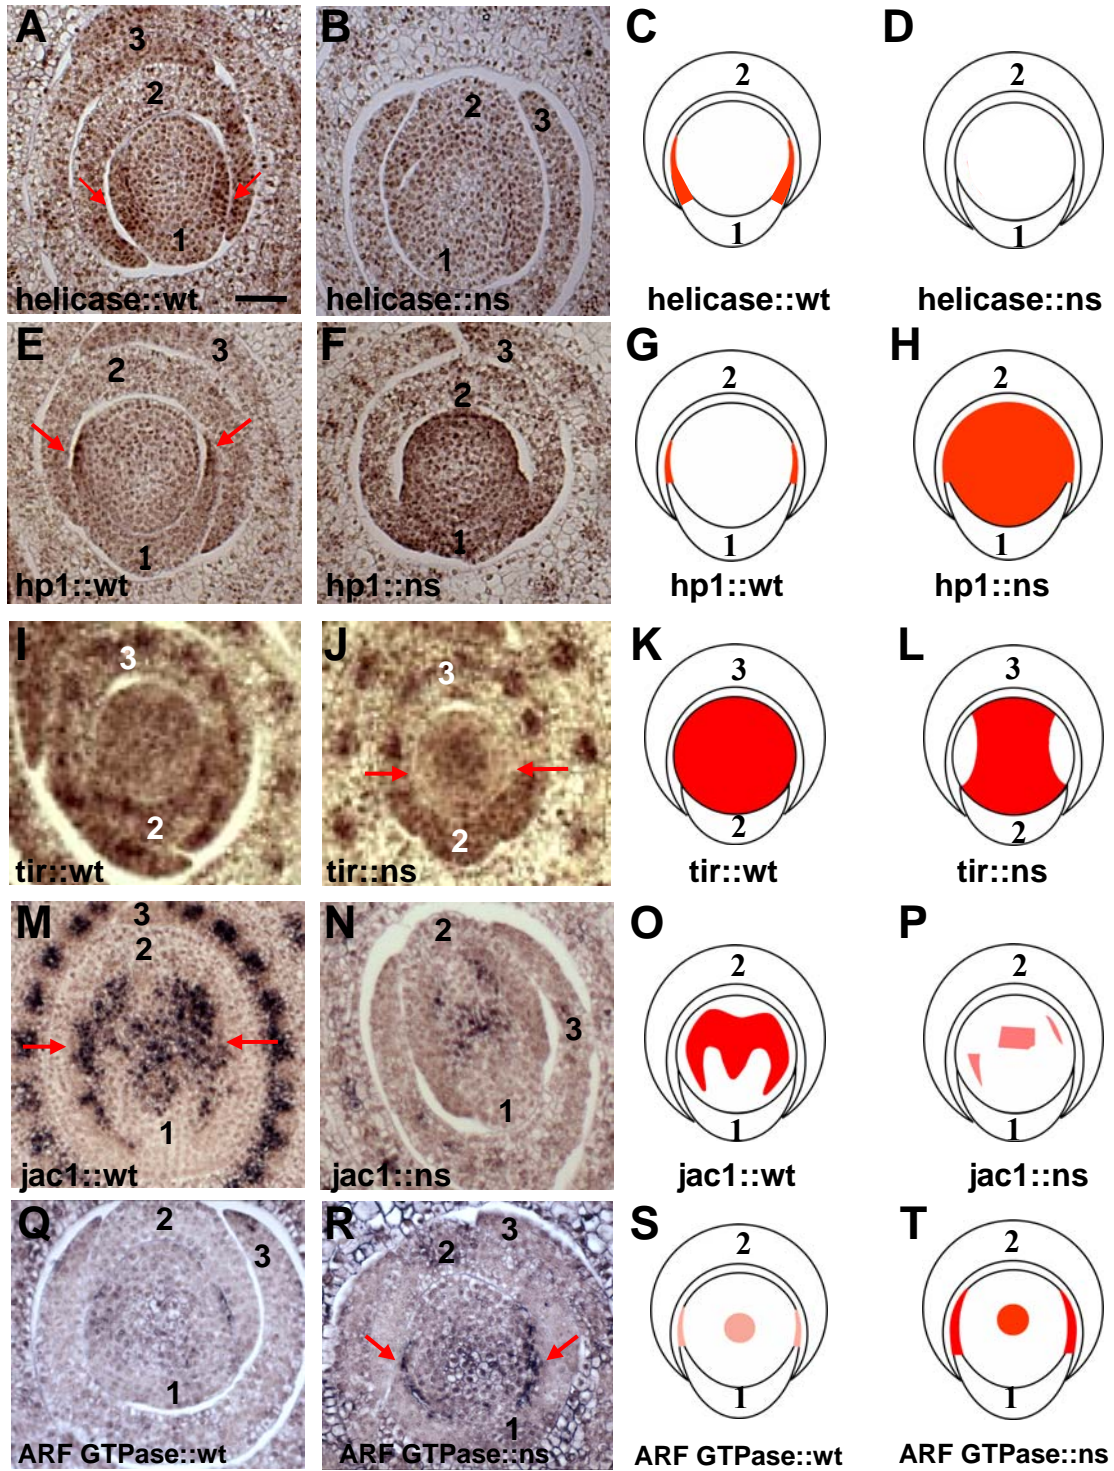 A B C D
3 2 2
2 2 3
1 1 1 1
helicase::wt helicase::ns helicase::wt helicase::ns
E F G H
2 3 3 2 2
2
1 1 1 1
hp1::wt hp1::ns hp1::wt hp1::ns
I J K L
3 3 3 3
2 2 2 2
tir::wt tir::ns tir::wt tir::ns
M N O P
3 2 2 2
2 3
1 1 1 1
jac1::wt jac1::ns jac1::wt jac1::ns
Q R S T
2 3 2 3 2 2
1 1 1 1
ARF GTPase::wt ARF GTPase::ns ARF GTPase::wt ARF GTPase::ns